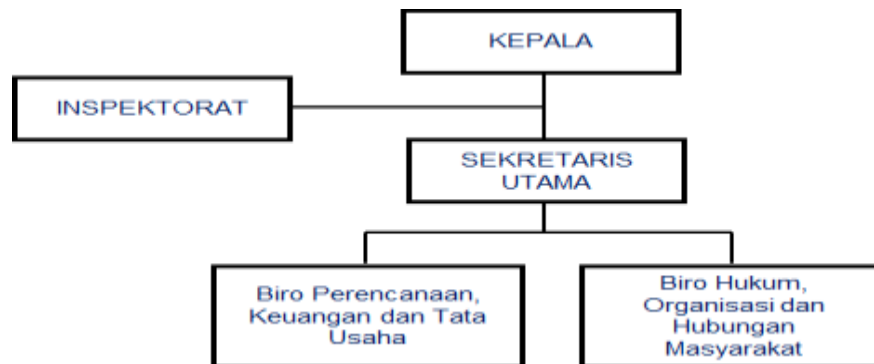 KEPALA
INSPEKTORAT
SEKRETARIS
UTAMA
Biro Perencanaan,
Keuangan dan Tata
Usaha
Biro Hukum,
Organisasi dan
Hubungan
Masyarakat